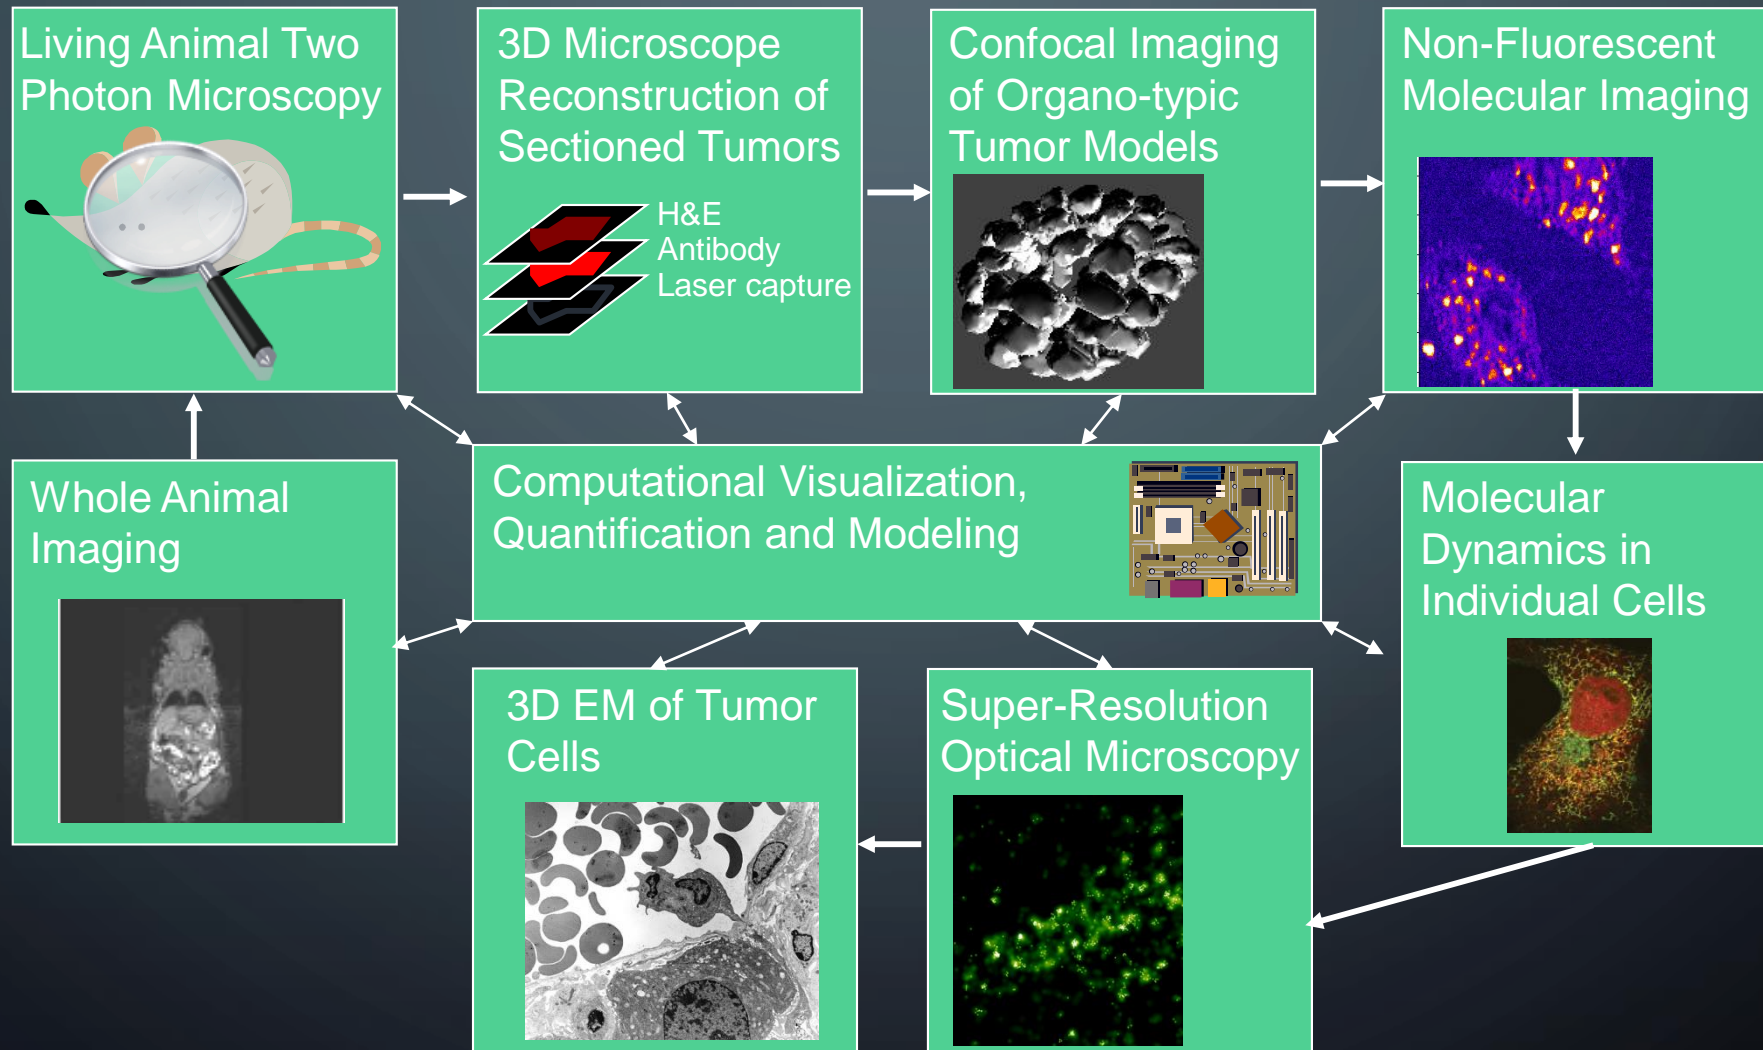 Living Animal Two
Photon Microscopy
3D Microscope
Reconstruction of
Sectioned Tumors
H&E
Antibody
Laser capture
Confocal Imaging
of Organo-typic
Tumor Models
Non-Fluorescent
Molecular Imaging
Whole Animal
Imaging
Computational Visualization,
Quantification and Modeling
Molecular
Dynamics in
Individual Cells
3D EM of Tumor
Cells
Super-Resolution
Optical Microscopy